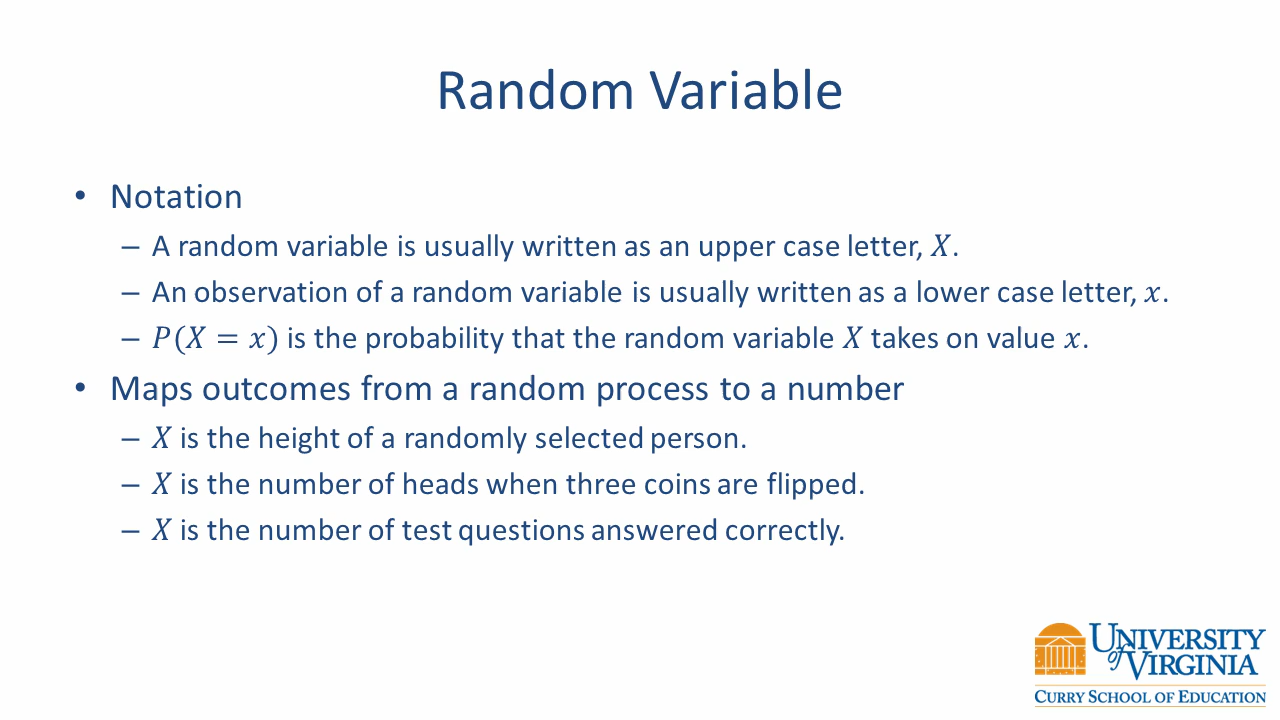 Random Variable
• Notation
– A random variable is usually written as an upper case letter, X.
– An observation of a random variable is usually written as a lower case letter, x.
– P(X = x) is the probability that the random variable X takes on value x.
• Maps outcomes from a random process to a number
– X is the height of a randomly selected person.
– X is the number of heads when three coins are flipped.
– X is the number of test questions answered correctly.
UNIVERSITY
of VIRGINIA
CURRY SCHOOL OF EDUCATION